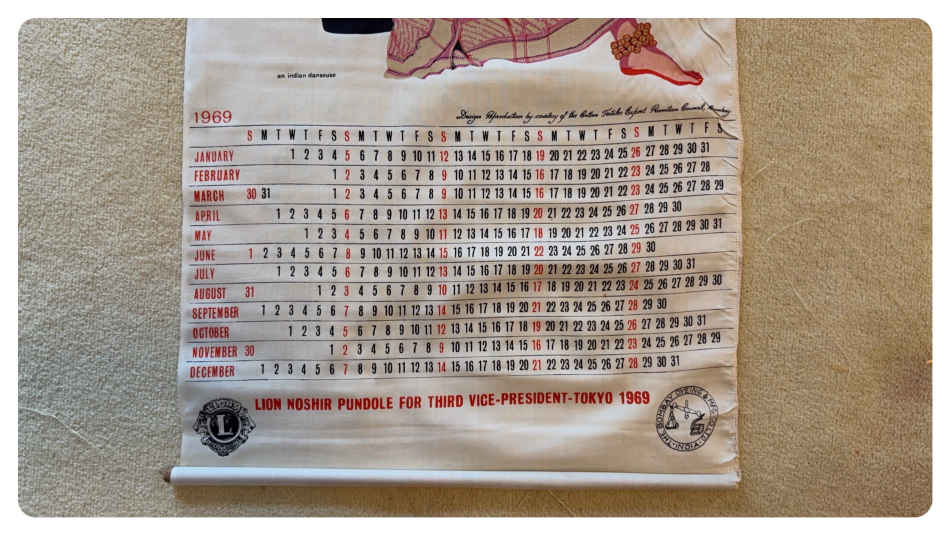 an indian danseuse
1969
Design Reproduction by courtesy of the Cotton Textiles Export Promotion Council, Bombay
S M T W T F S S M T W T F S S M T W T F S S M T W T F S S M T W T F S
JANUARY 1 2 3 4 5 6 7 8 9 10 11 12 13 14 15 16 17 18 19 20 21 22 23 24 25 26 27 28 29 30 31
FEBRUARY 1 2 3 4 5 6 7 8 9 10 11 12 13 14 15 16 17 18 19 20 21 22 23 24 25 26 27 28
MARCH 30 31 1 2 3 4 5 6 7 8 9 10 11 12 13 14 15 16 17 18 19 20 21 22 23 24 25 26 27 28 29
APRIL 1 2 3 4 5 6 7 8 9 10 11 12 13 14 15 16 17 18 19 20 21 22 23 24 25 26 27 28 29 30
MAY 1 2 3 4 5 6 7 8 9 10 11 12 13 14 15 16 17 18 19 20 21 22 23 24 25 26 27 28 29 30 31
JUNE 1 2 3 4 5 6 7 8 9 10 11 12 13 14 15 16 17 18 19 20 21 22 23 24 25 26 27 28 29 30
JULY 1 2 3 4 5 6 7 8 9 10 11 12 13 14 15 16 17 18 19 20 21 22 23 24 25 26 27 28 29 30 31
AUGUST 31 1 2 3 4 5 6 7 8 9 10 11 12 13 14 15 16 17 18 19 20 21 22 23 24 25 26 27 28 29 30
SEPTEMBER 1 2 3 4 5 6 7 8 9 10 11 12 13 14 15 16 17 18 19 20 21 22 23 24 25 26 27 28 29 30
OCTOBER 1 2 3 4 5 6 7 8 9 10 11 12 13 14 15 16 17 18 19 20 21 22 23 24 25 26 27 28 29 30 31
NOVEMBER 30 1 2 3 4 5 6 7 8 9 10 11 12 13 14 15 16 17 18 19 20 21 22 23 24 25 26 27 28 29
DECEMBER 1 2 3 4 5 6 7 8 9 10 11 12 13 14 15 16 17 18 19 20 21 22 23 24 25 26 27 28 29 30 31
LION NOSHIR PUNDOLE FOR THIRD VICE-PRESIDENT-TOKYO 1969
LIONS
L
THE BOMBAY DYEING & MFG. CO. LTD.